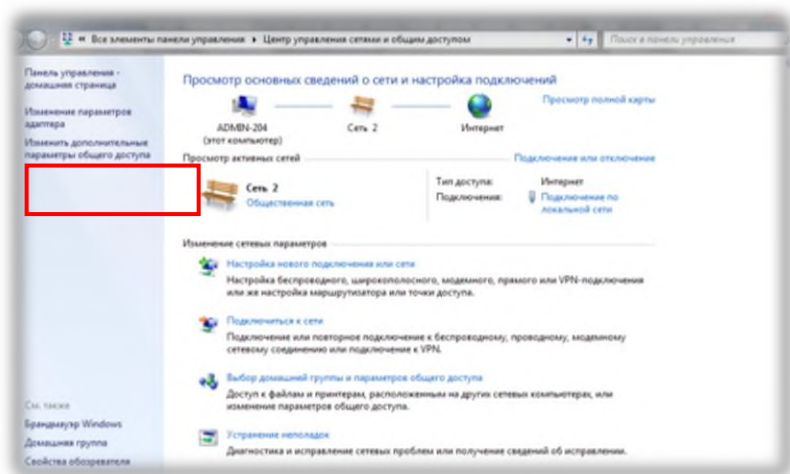 « Все элементы панели управления ▸ Центр управления сетями и общим доступом
Поиск в панели управления
Панель управления -
домашняя страница
Изменение параметров
адаптера
Изменить дополнительные
параметры общего доступа
Просмотр основных сведений о сети и настройка подключений
Просмотр полной карты
ADMIN-204
(этот компьютер)
Сеть 2
Интернет
Просмотр активных сетей
Подключение или отключение
Сеть 2
Общественная сеть
Тип доступа: Интернет
Подключения: Подключение по
локальной сети
Изменение сетевых параметров
Настройка нового подключения или сети
Настройка беспроводного, широкополосного, модемного, прямого или VPN-подключения
или же настройка маршрутизатора или точки доступа.
Подключиться к сети
Подключение или повторное подключение к беспроводному, проводному, модемному
сетевому соединению или подключение к VPN.
Выбор домашней группы и параметров общего доступа
Доступ к файлам и принтерам, расположенным на других сетевых компьютерах, или
изменение параметров общего доступа.
Устранение неполадок
Диагностика и исправление сетевых проблем или получение сведений об исправлении.
См. также
Брандмауэр Windows
Домашняя группа
Свойства обозревателя